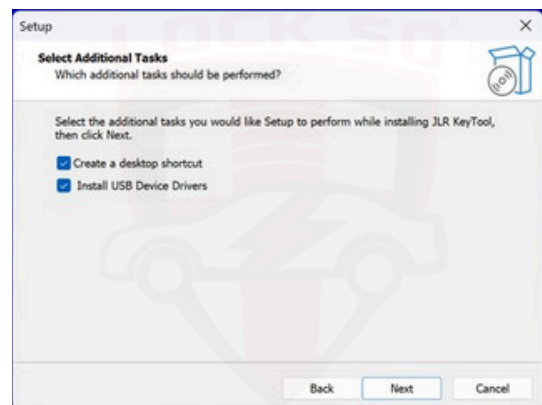 Setup
Select Additional Tasks
Which additional tasks should be performed?
Select the additional tasks you would like Setup to perform while installing JLR KeyTool,
then click Next.
Create a desktop shortcut
Install USB Device Drivers
Back
Next
Cancel